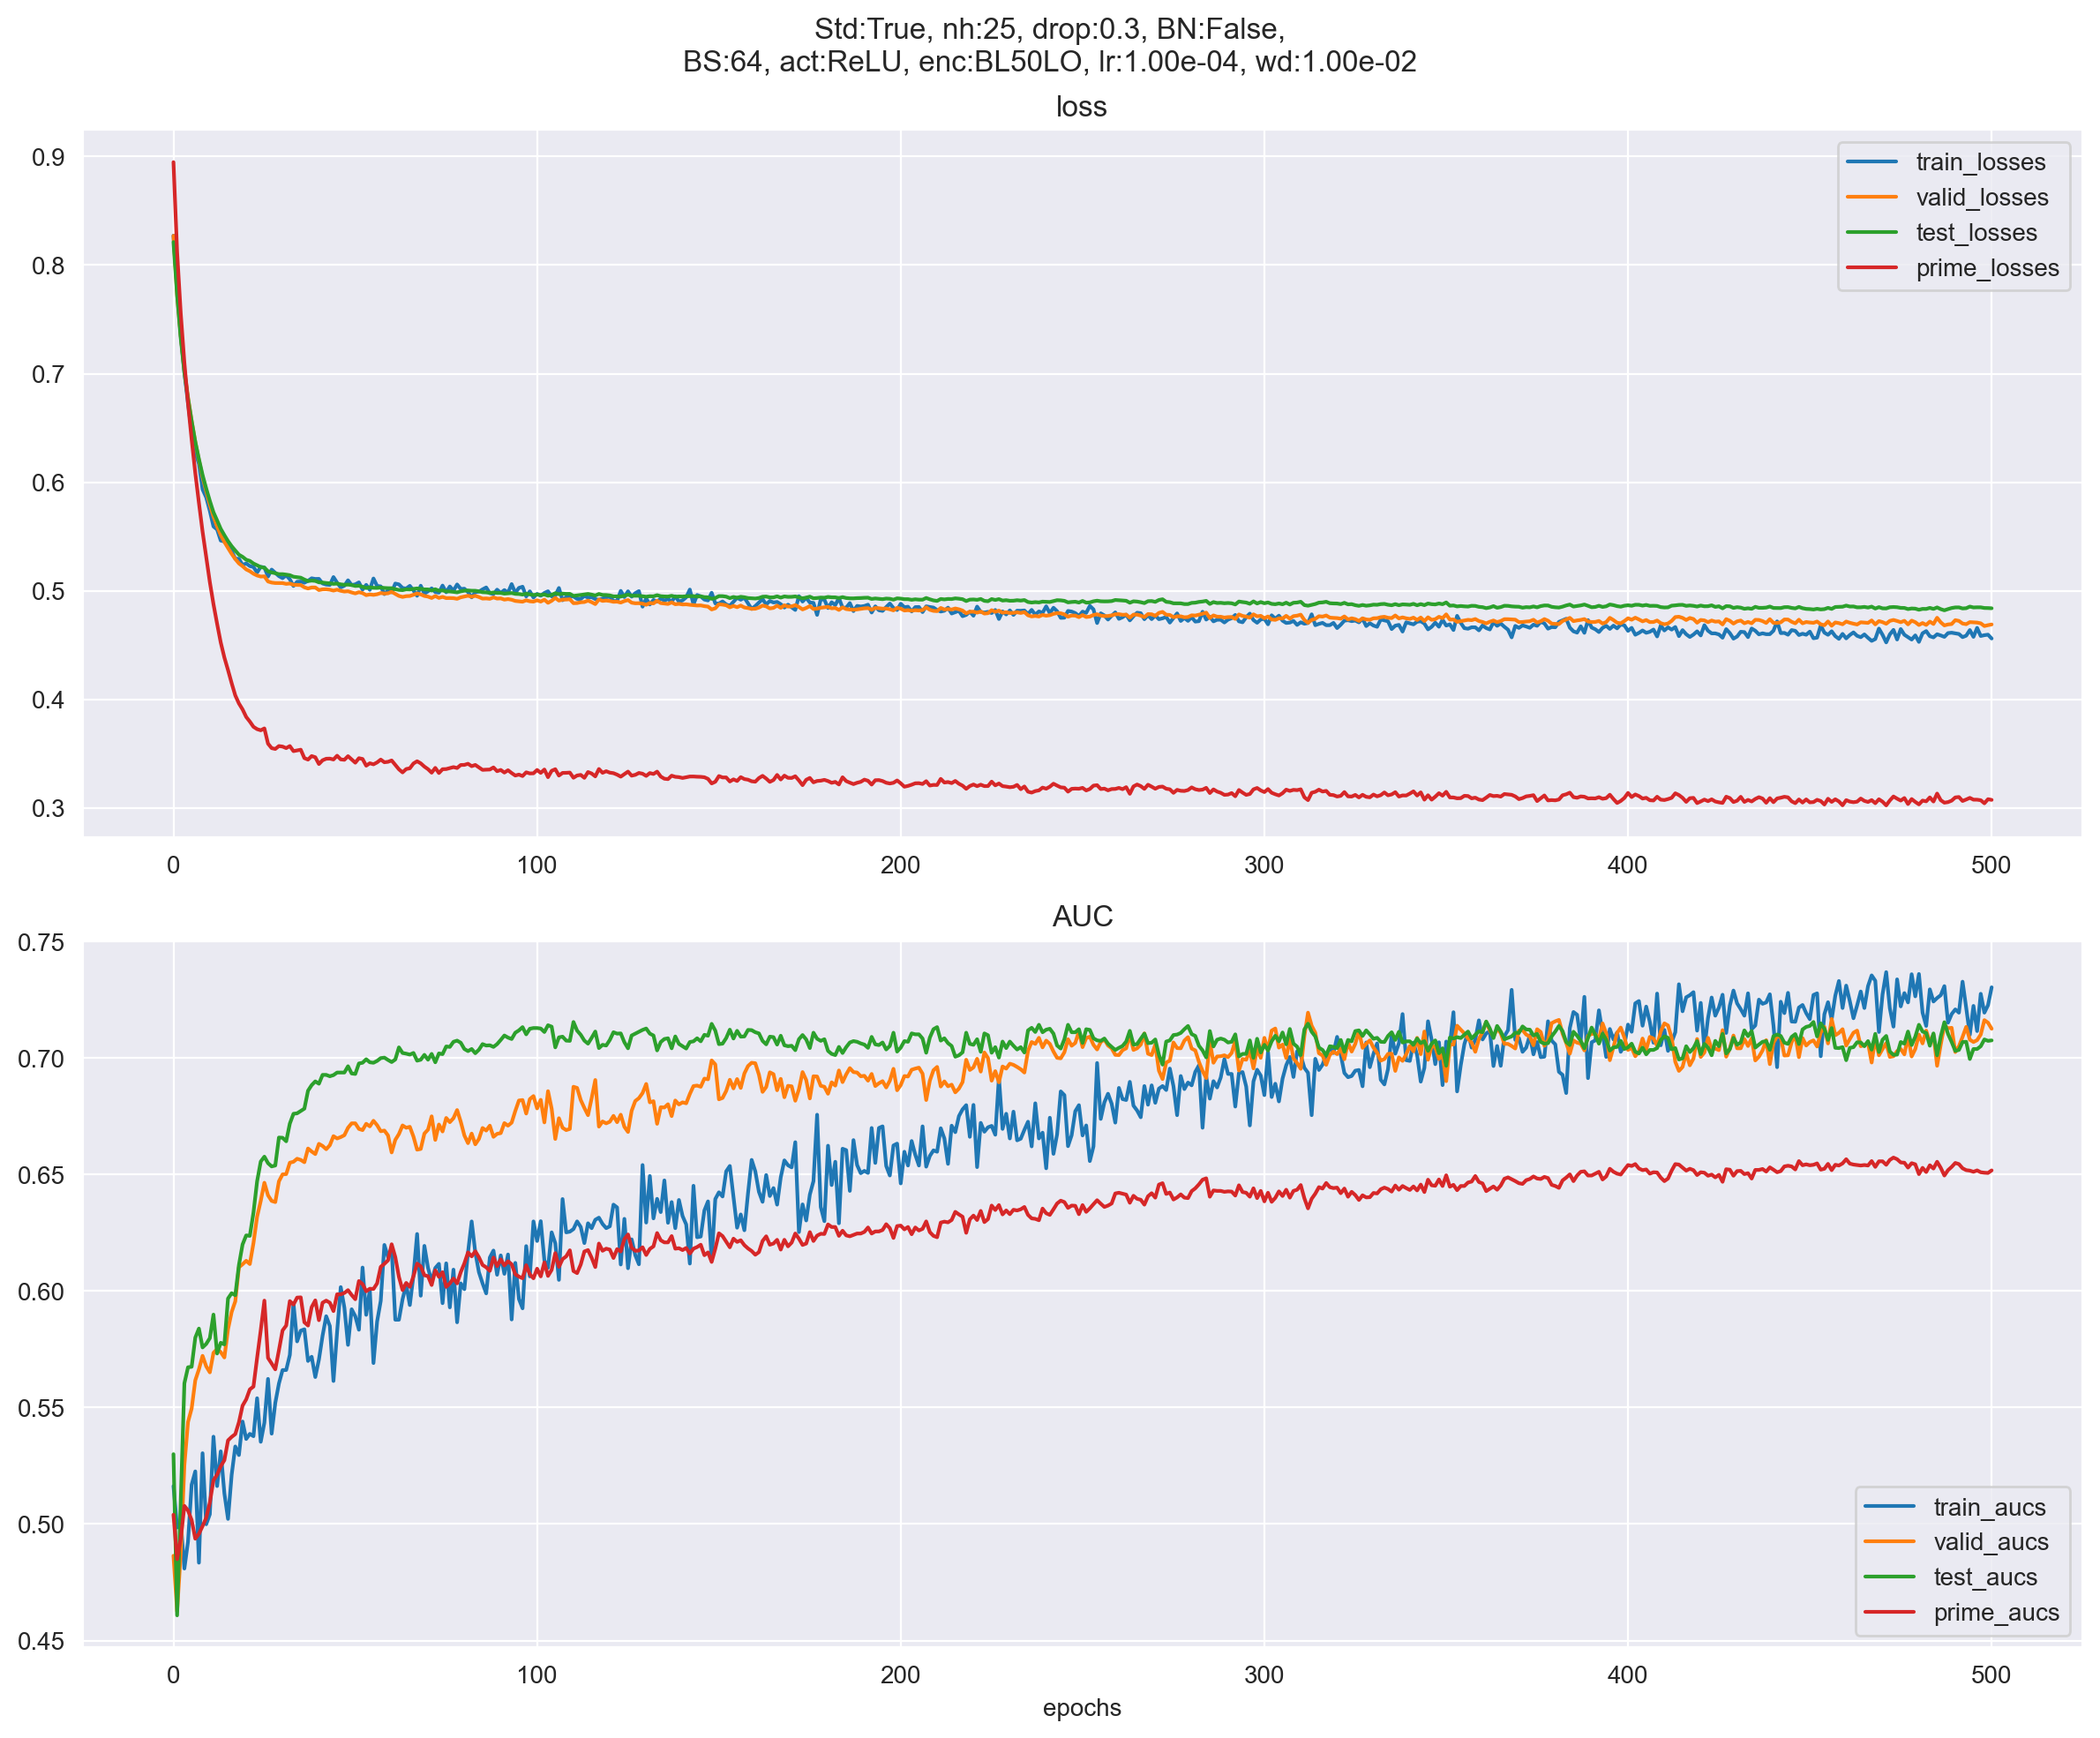 Std:True, nh:25, drop:0.3, BN:False,
BS:64, act:ReLU, enc:BL50LO, lr:1.00e-04, wd:1.00e-02
loss
0.9
0.8
0.7
0.6
0.5
0.4
0.3
train_losses
valid_losses
test_losses
prime_losses
0 100 200 300 400 500
AUC
0.75
0.70
0.65
0.60
0.55
0.50
0.45
train_aucs
valid_aucs
test_aucs
prime_aucs
0 100 200 300 400 500
epochs